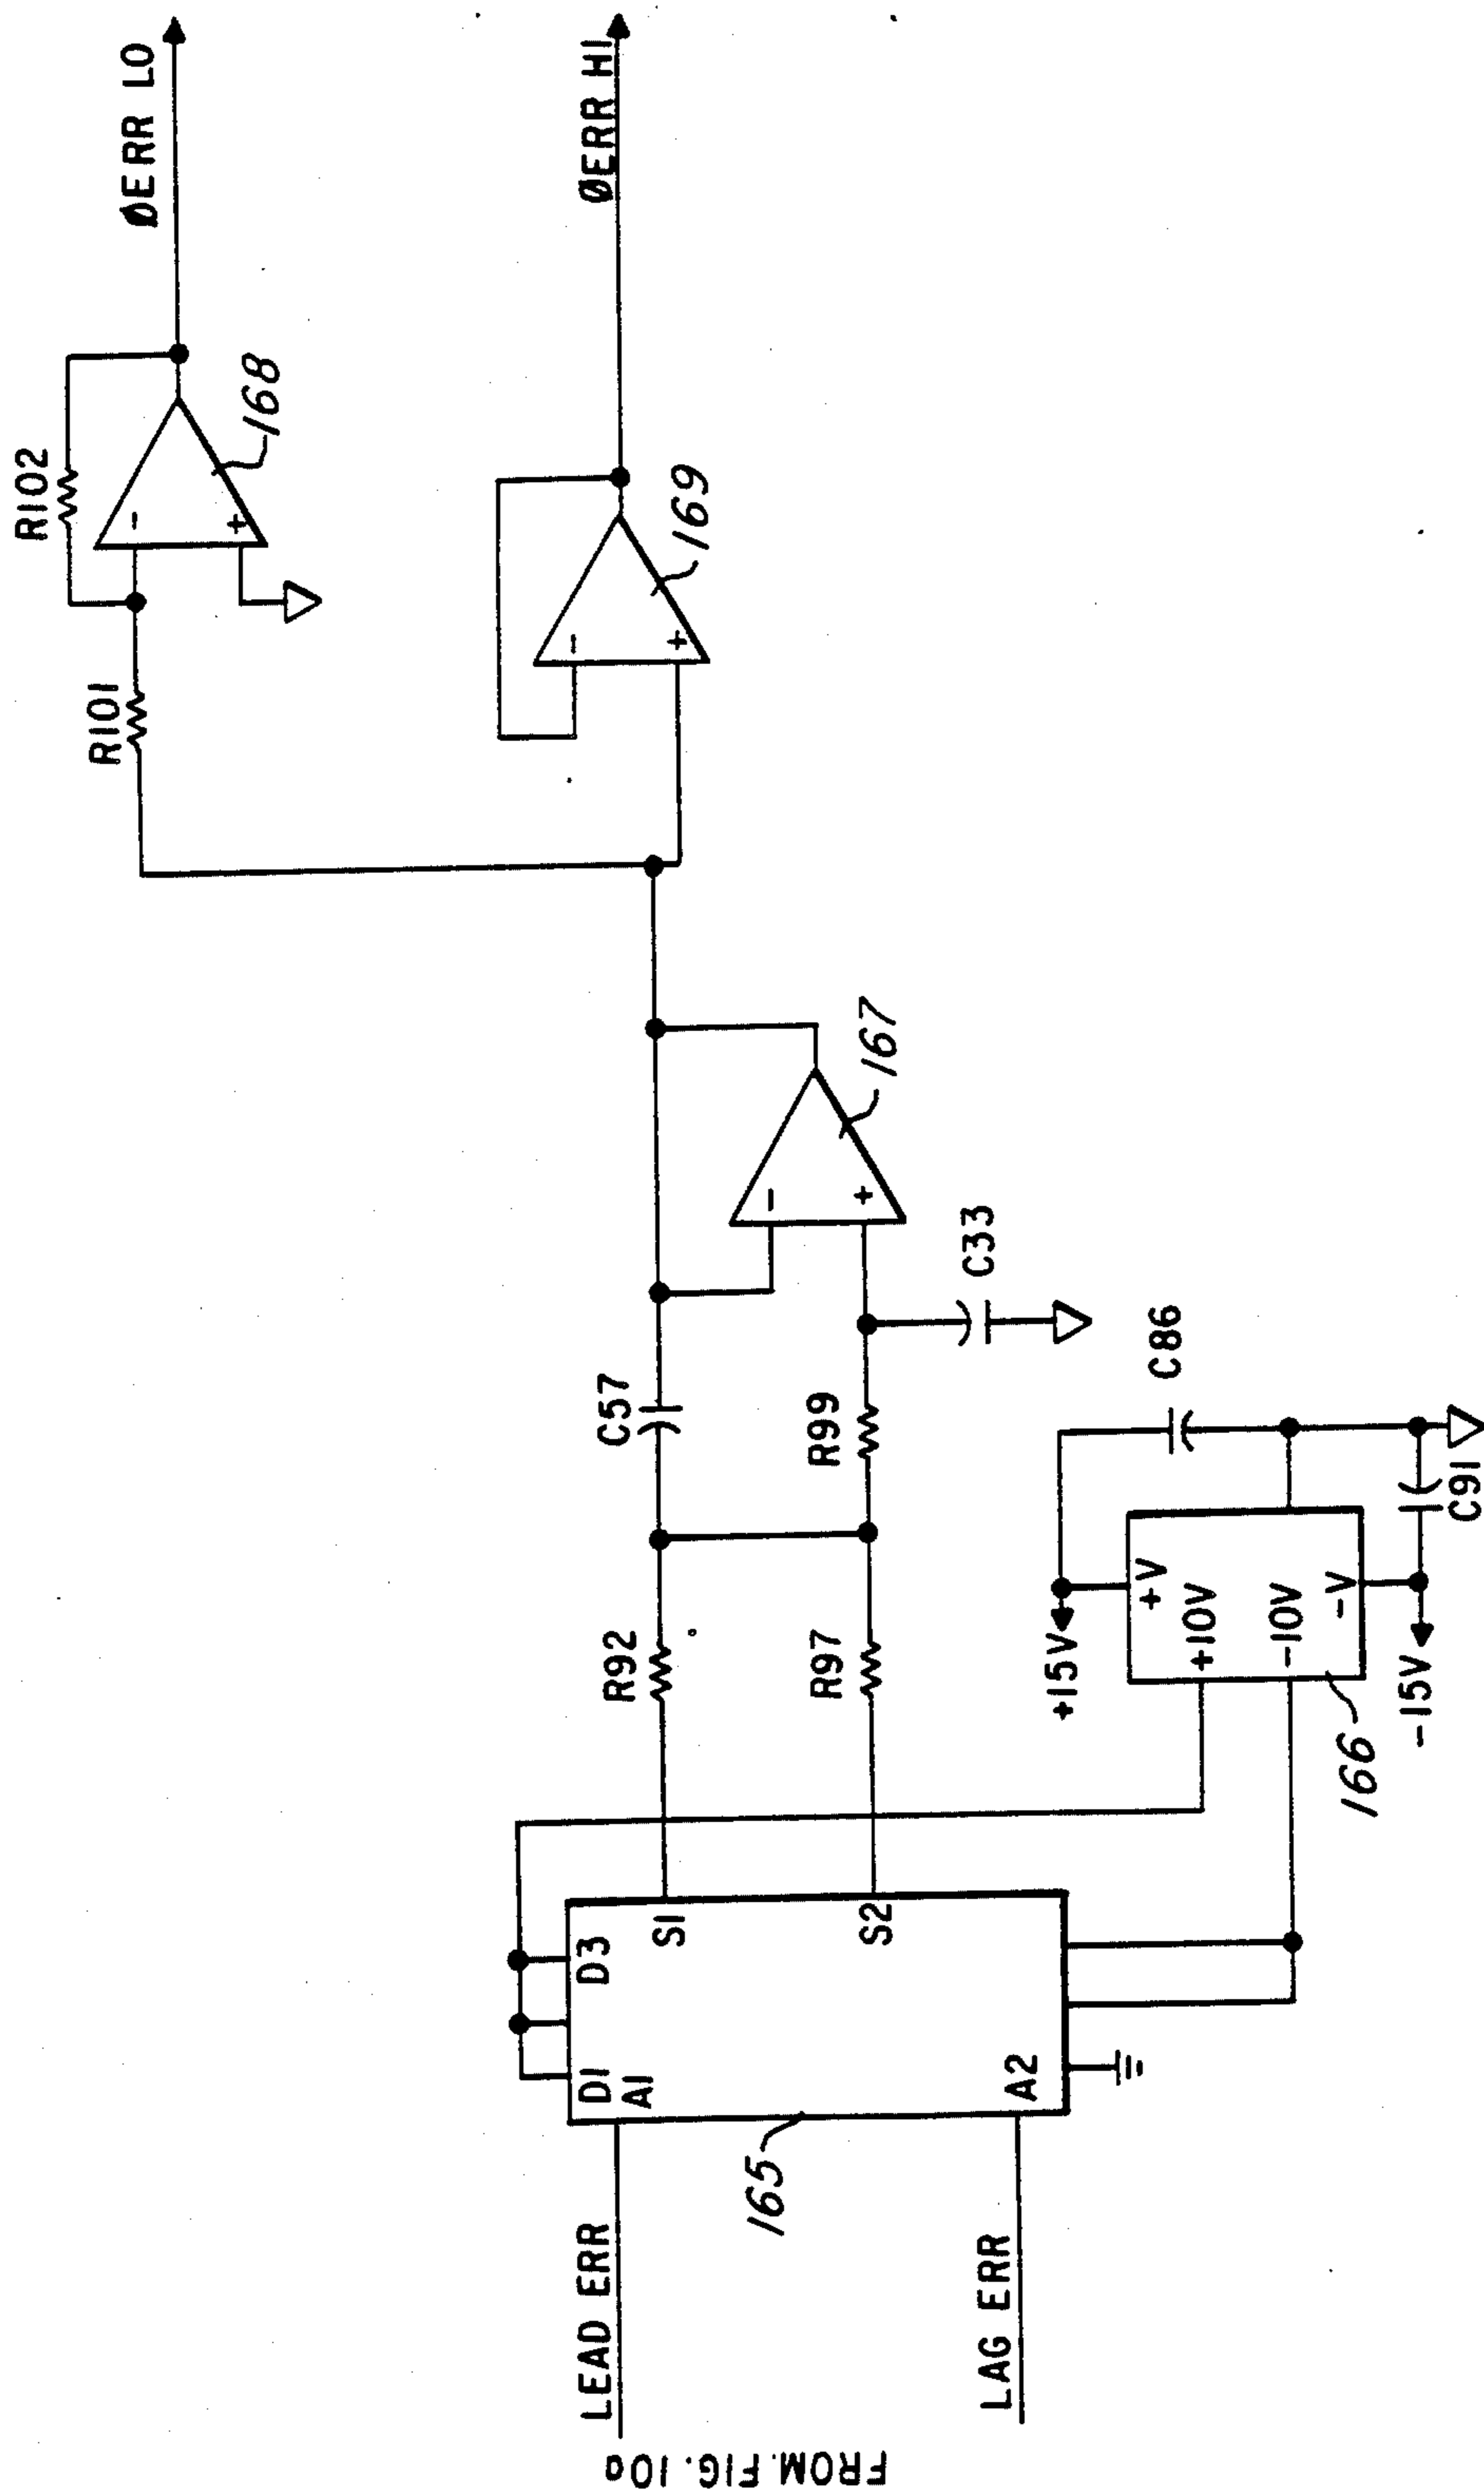 FROM FIG. 10a
LEAD ERR
LAG ERR
165
D1
D3
A1
S1
A2
S2
R92
R97
C57
R99
C33
167
+15V
+V
+10V
-10V
-V
-15V
166
C86
C91
R101
R102
-
+
168
ØERR LO
-
+
169
ØERR HI
-
+